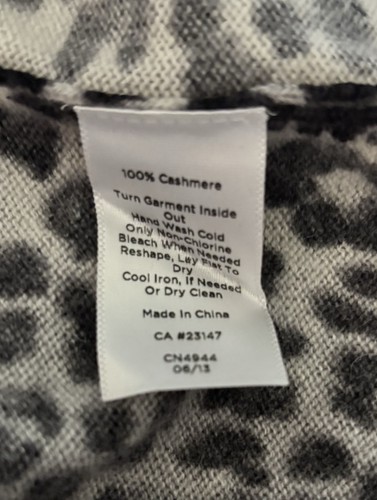 100% Cashmere
Turn Garment Inside
Out
Hand Wash Cold
Only Non-Chlorine
Bleach When Needed
Reshape, Lay Flat To
Dry
Cool Iron, if Needed
Or Dry Clean
Made In China
CA #23147
CN4944
06/13